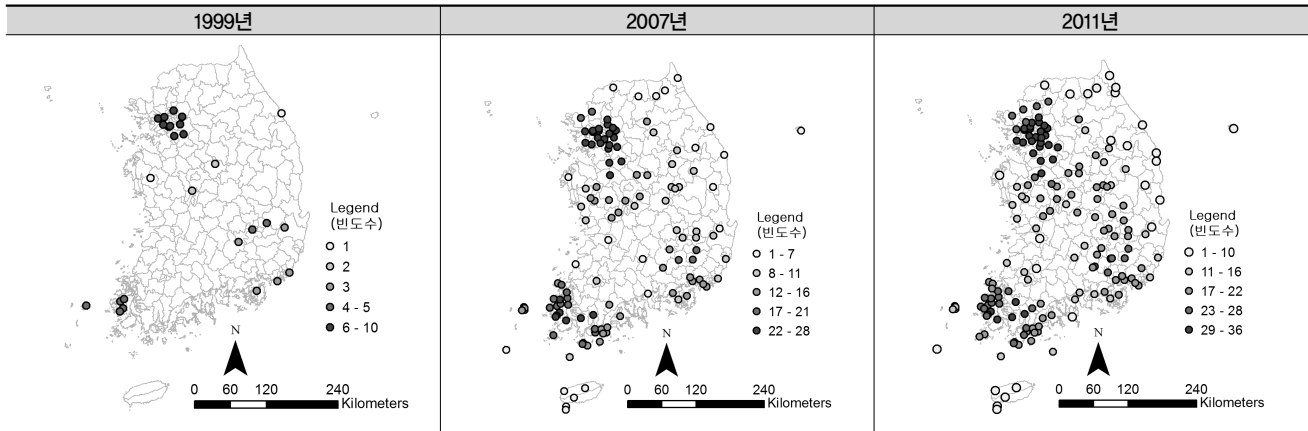 1999년
2007년
2011년
Legend
(빈도수)
1
2
3
4 - 5
6 - 10
N
0 60 120 240
Kilometers
Legend
(빈도수)
1 - 7
8 - 11
12 - 16
17 - 21
22 - 28
N
0 60 120 240
Kilometers
Legend
(빈도수)
1 - 10
11 - 16
17 - 22
23 - 28
29 - 36
N
0 60 120 240
Kilometers